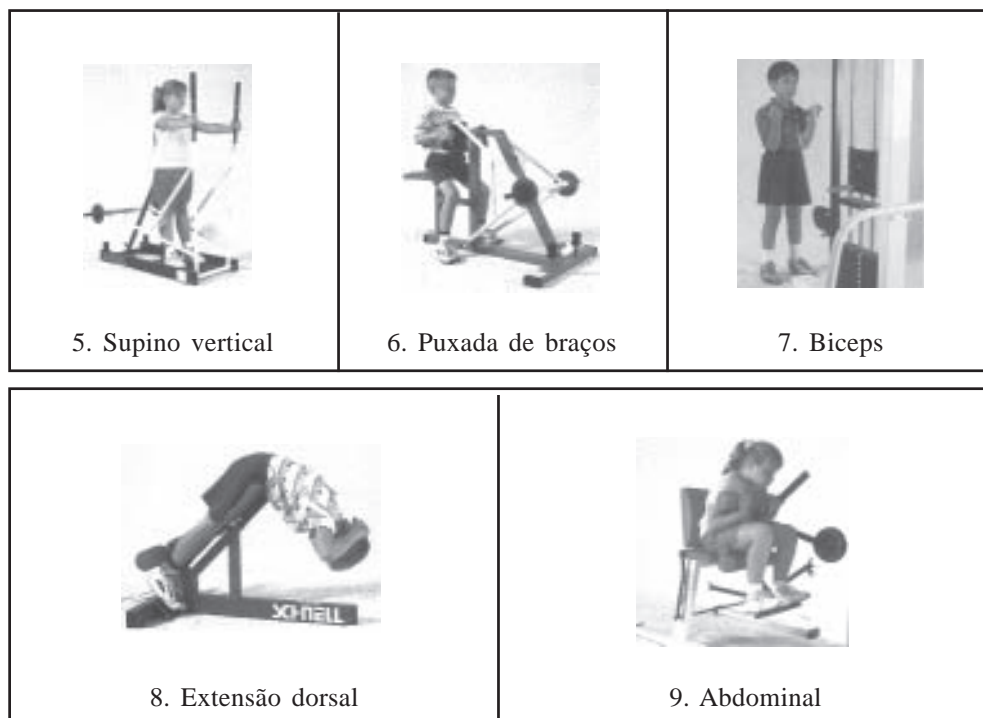 5. Supino vertical
6. Puxada de braços
7. Biceps
SCHNELL
8. Extensão dorsal
9. Abdominal